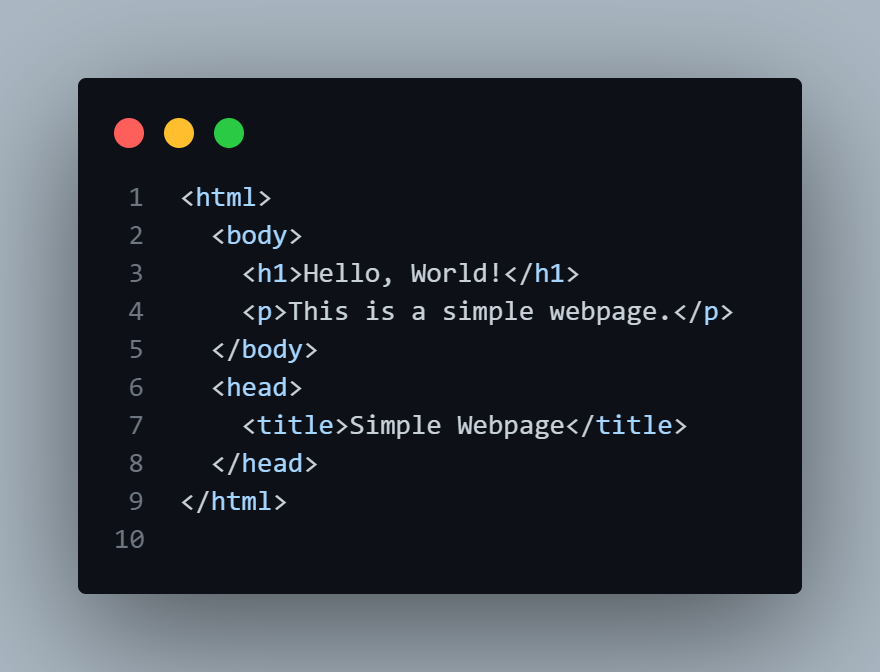 1 <html>
2   <body>
3     <h1>Hello, World!</h1>
4     <p>This is a simple webpage.</p>
5   </body>
6   <head>
7     <title>Simple Webpage</title>
8   </head>
9 </html>
10